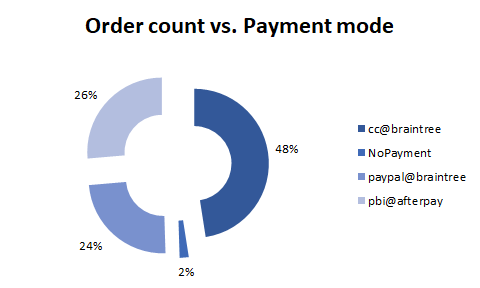 Order count vs. Payment mode
26%
48%
24%
2%
cc@braintree
NoPayment
paypal@braintree
pbi@afterpay